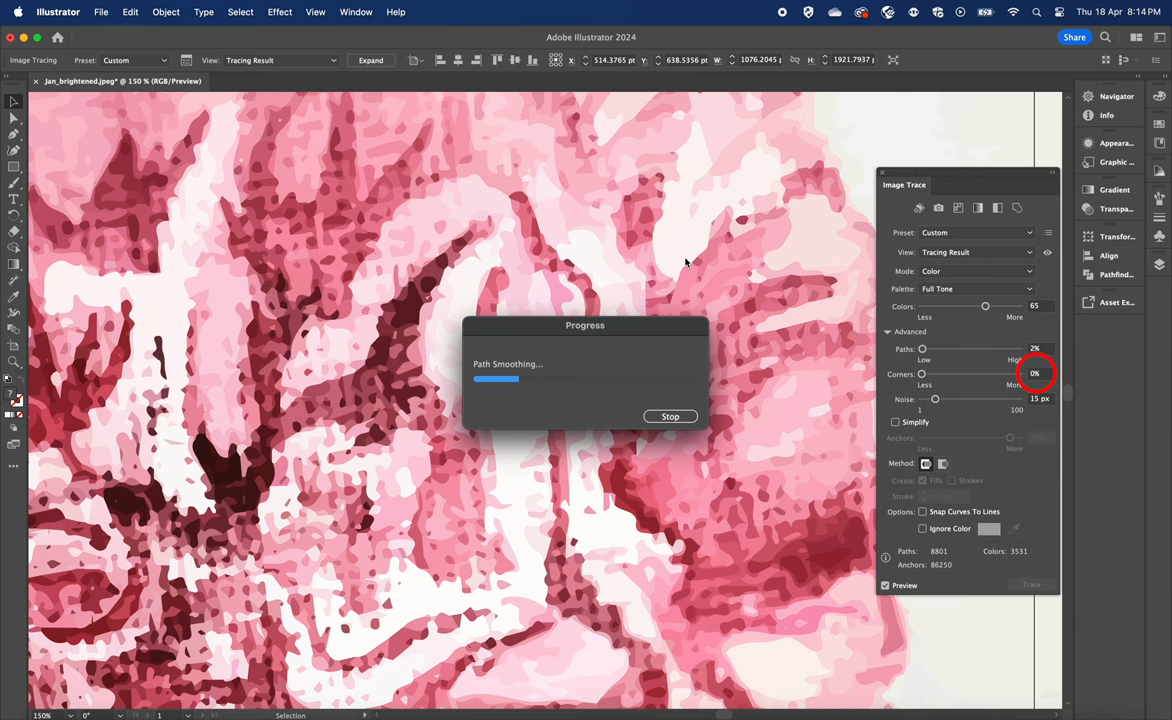 Illustrator File Edit Object Type Select Effect View Window Help Thu 18 Apr 8:14 PM
Adobe Illustrator 2024 Share
Image Tracing Preset: Custom View: Tracing Result Expand X: 514.3765 pt Y: 638.5356 pt W: 1076.2045 H: 1921.7937
Jan_brightened.jpeg* @ 150 % (RGB/Preview)
Navigator
Info
Appeara...
Graphic ...
Gradient
Transpa...
Transfor...
Align
Pathfind...
Asset Ex...
Image Trace
Preset: Custom
View: Tracing Result
Mode: Color
Palette: Full Tone
Colors: 65
Less More
Advanced
Paths: 2%
Low High
Corners: 0%
Less More
Noise: 15 px
1 100
Simplify
Anchors:
Less More
Method:
Create: Fills Strokes
Stroke:
Options: Snap Curves To Lines
Ignore Color
Paths: 8801 Colors: 3531
Anchors: 86250
Preview Trace
Progress
Path Smoothing...
Stop
150% 0° 1 Selection